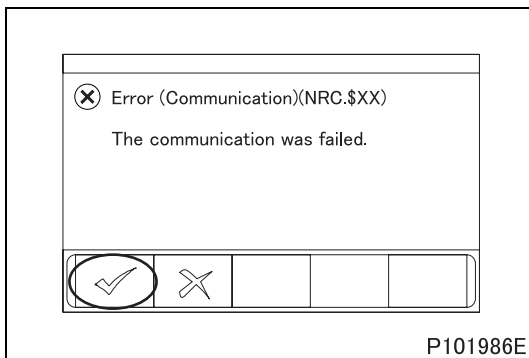 Error (Communication)(NRC.$XX)
The communication was failed.
P101986E